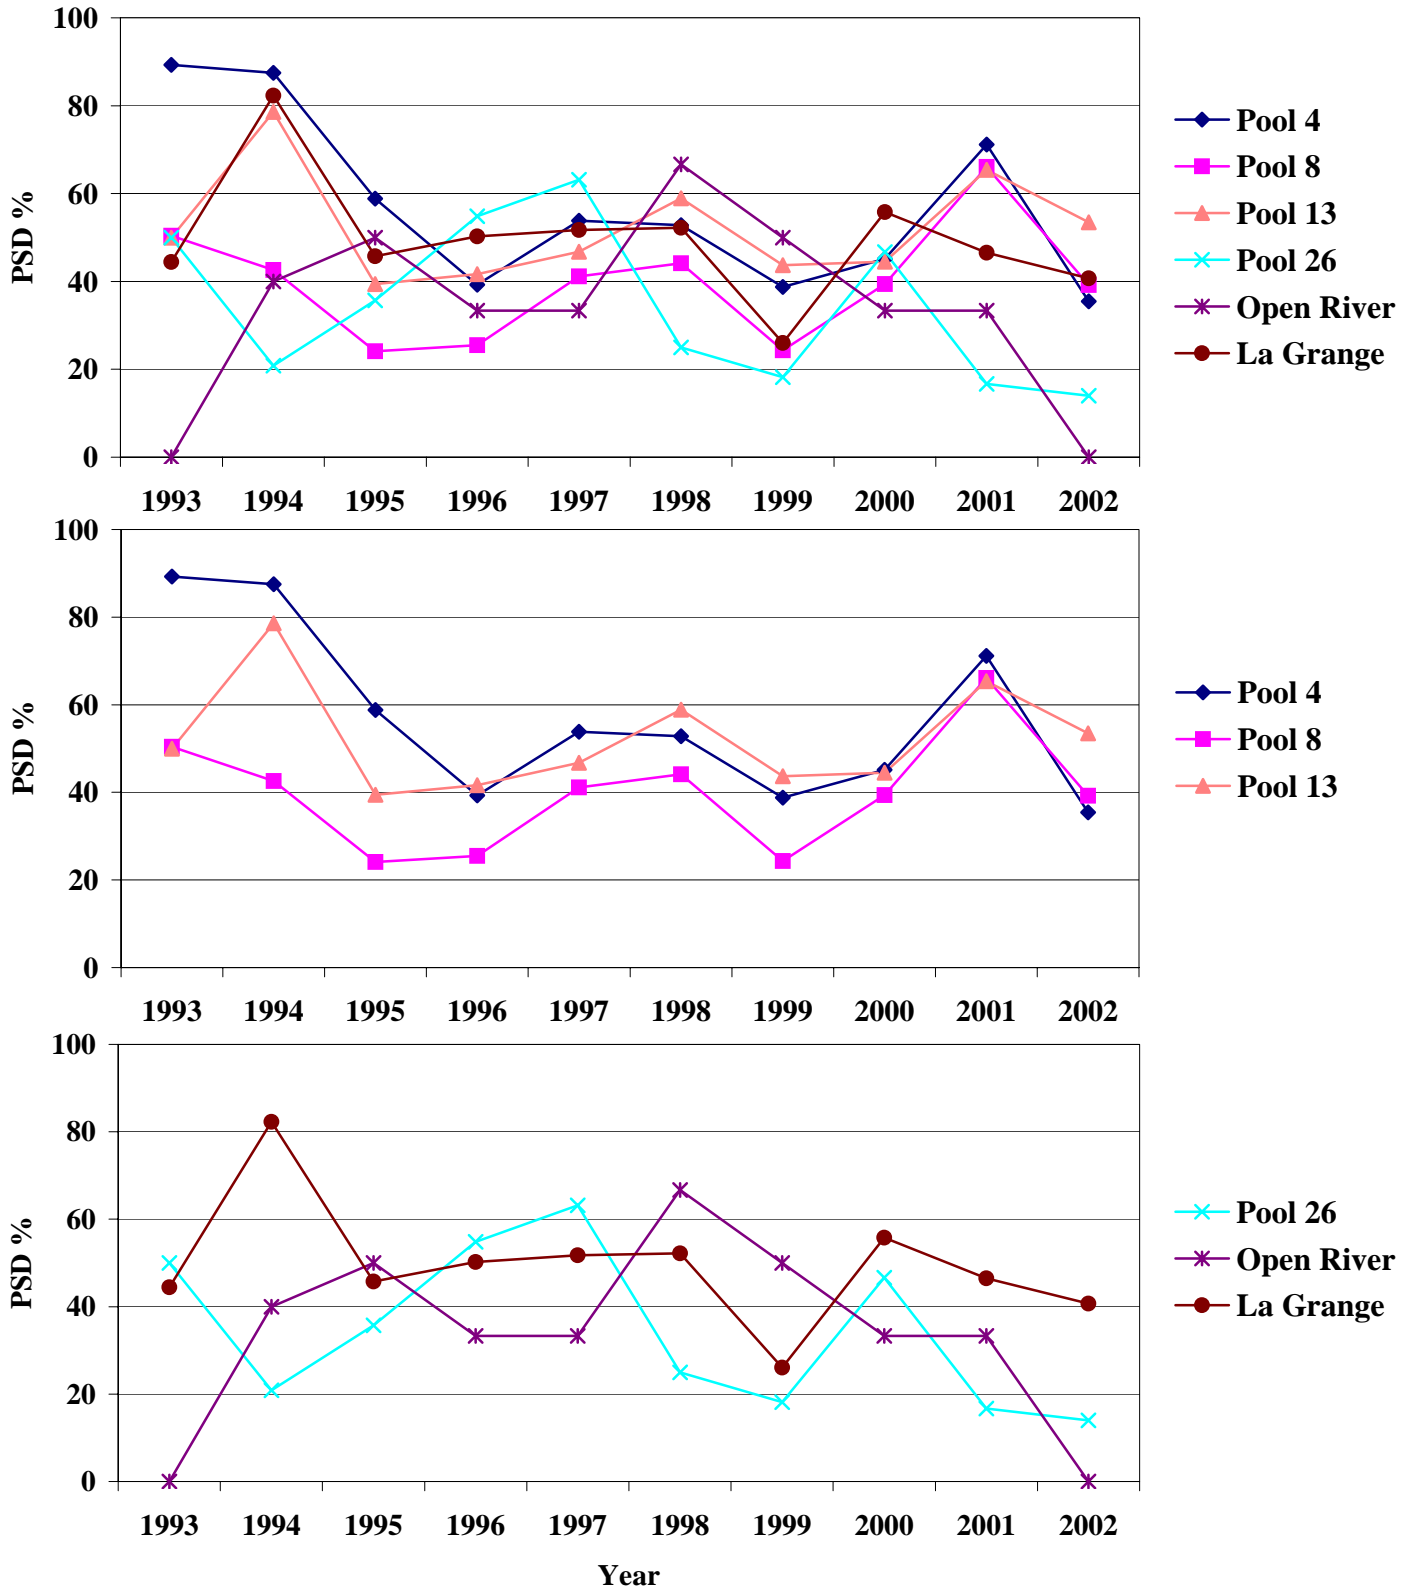 100
80
60
40
20
0
PSD %
1993 1994 1995 1996 1997 1998 1999 2000 2001 2002
Pool 4
Pool 8
Pool 13
Pool 26
Open River
La Grange
100
80
60
40
20
0
PSD %
1993 1994 1995 1996 1997 1998 1999 2000 2001 2002
Pool 4
Pool 8
Pool 13
100
80
60
40
20
0
PSD %
1993 1994 1995 1996 1997 1998 1999 2000 2001 2002
Year
Pool 26
Open River
La Grange